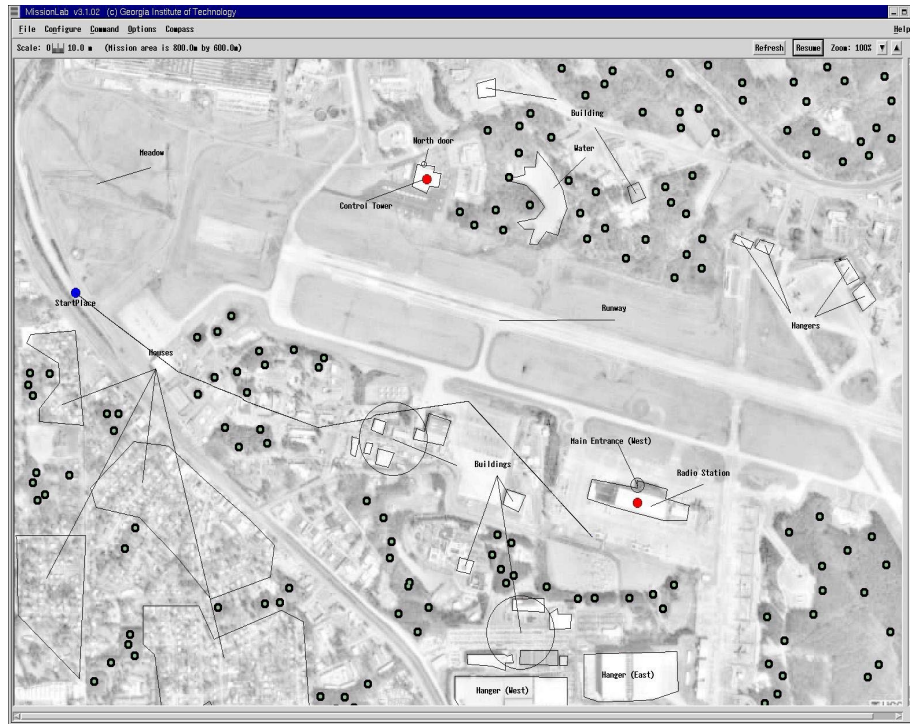 MissionLab v3.1.02 (c) Georgia Institute of Technology
File Configure Command Options Compass Help
Scale: 0 10.0 m (Mission area is 800.0m by 600.0m) Refresh Resume Zoom: 100%
Building
North door
Meadow
Water
Control Tower
StartPlace
Runway
Hangers
Houses
Main Entrance (West)
Buildings
Radio Station
Hanger (East)
Hanger (West)